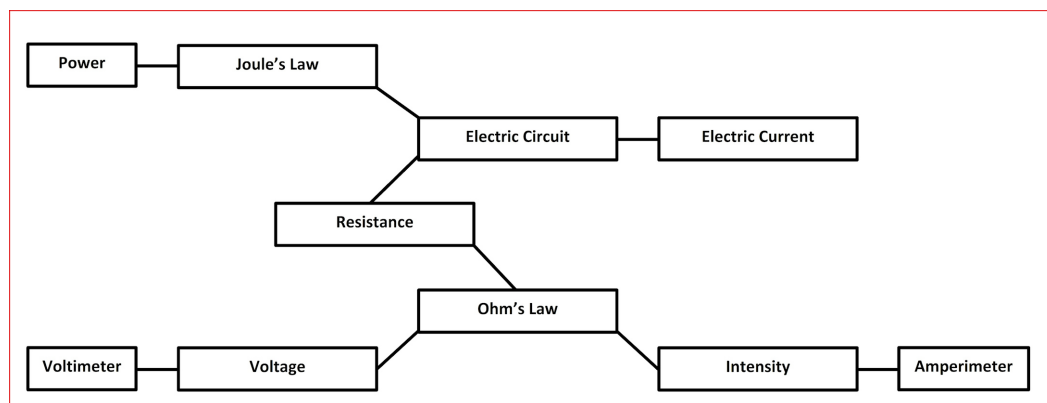 Power
Joule's Law
Electric Circuit
Electric Current
Resistance
Ohm's Law
Voltimeter
Voltage
Intensity
Amperimeter